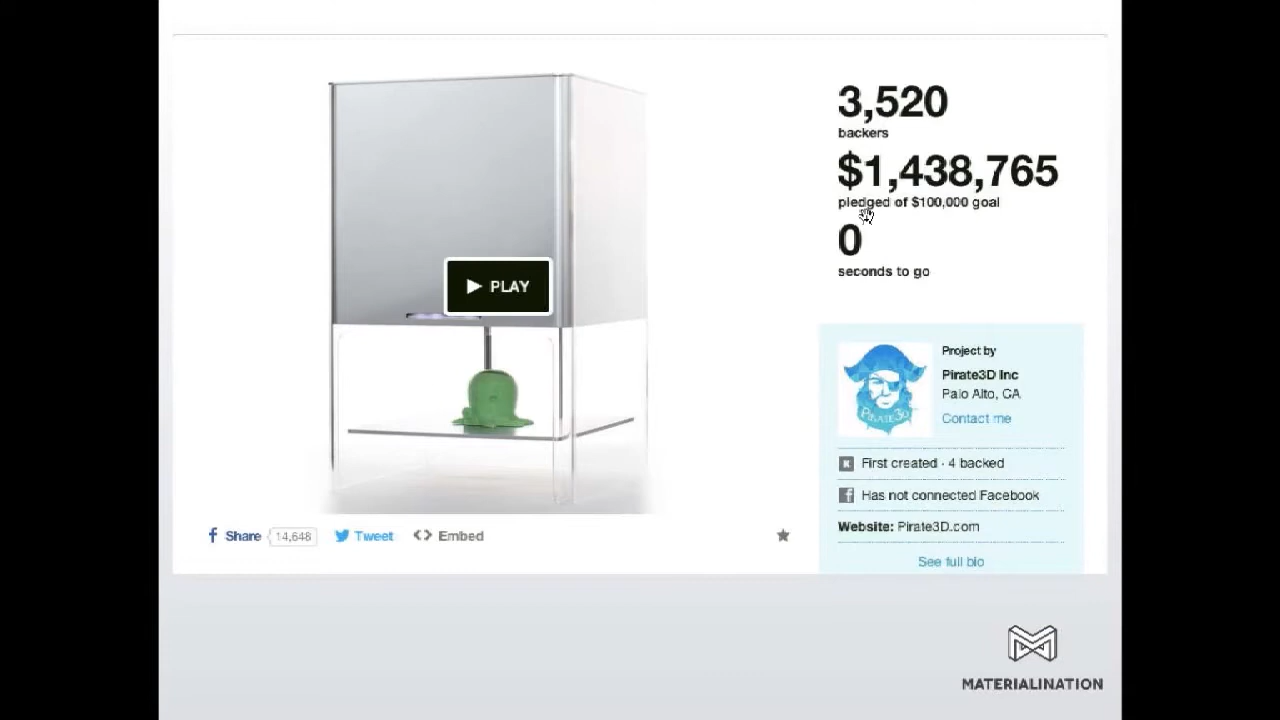 3,520
backers
$1,438,765
pledged of $100,000 goal
0
seconds to go
PLAY
PIRATE3D
Project by
Pirate3D Inc
Palo Alto, CA
Contact me
K First created · 4 backed
f Has not connected Facebook
Website: Pirate3D.com
See full bio
f Share 14,648 Tweet <> Embed
MATERIALINATION